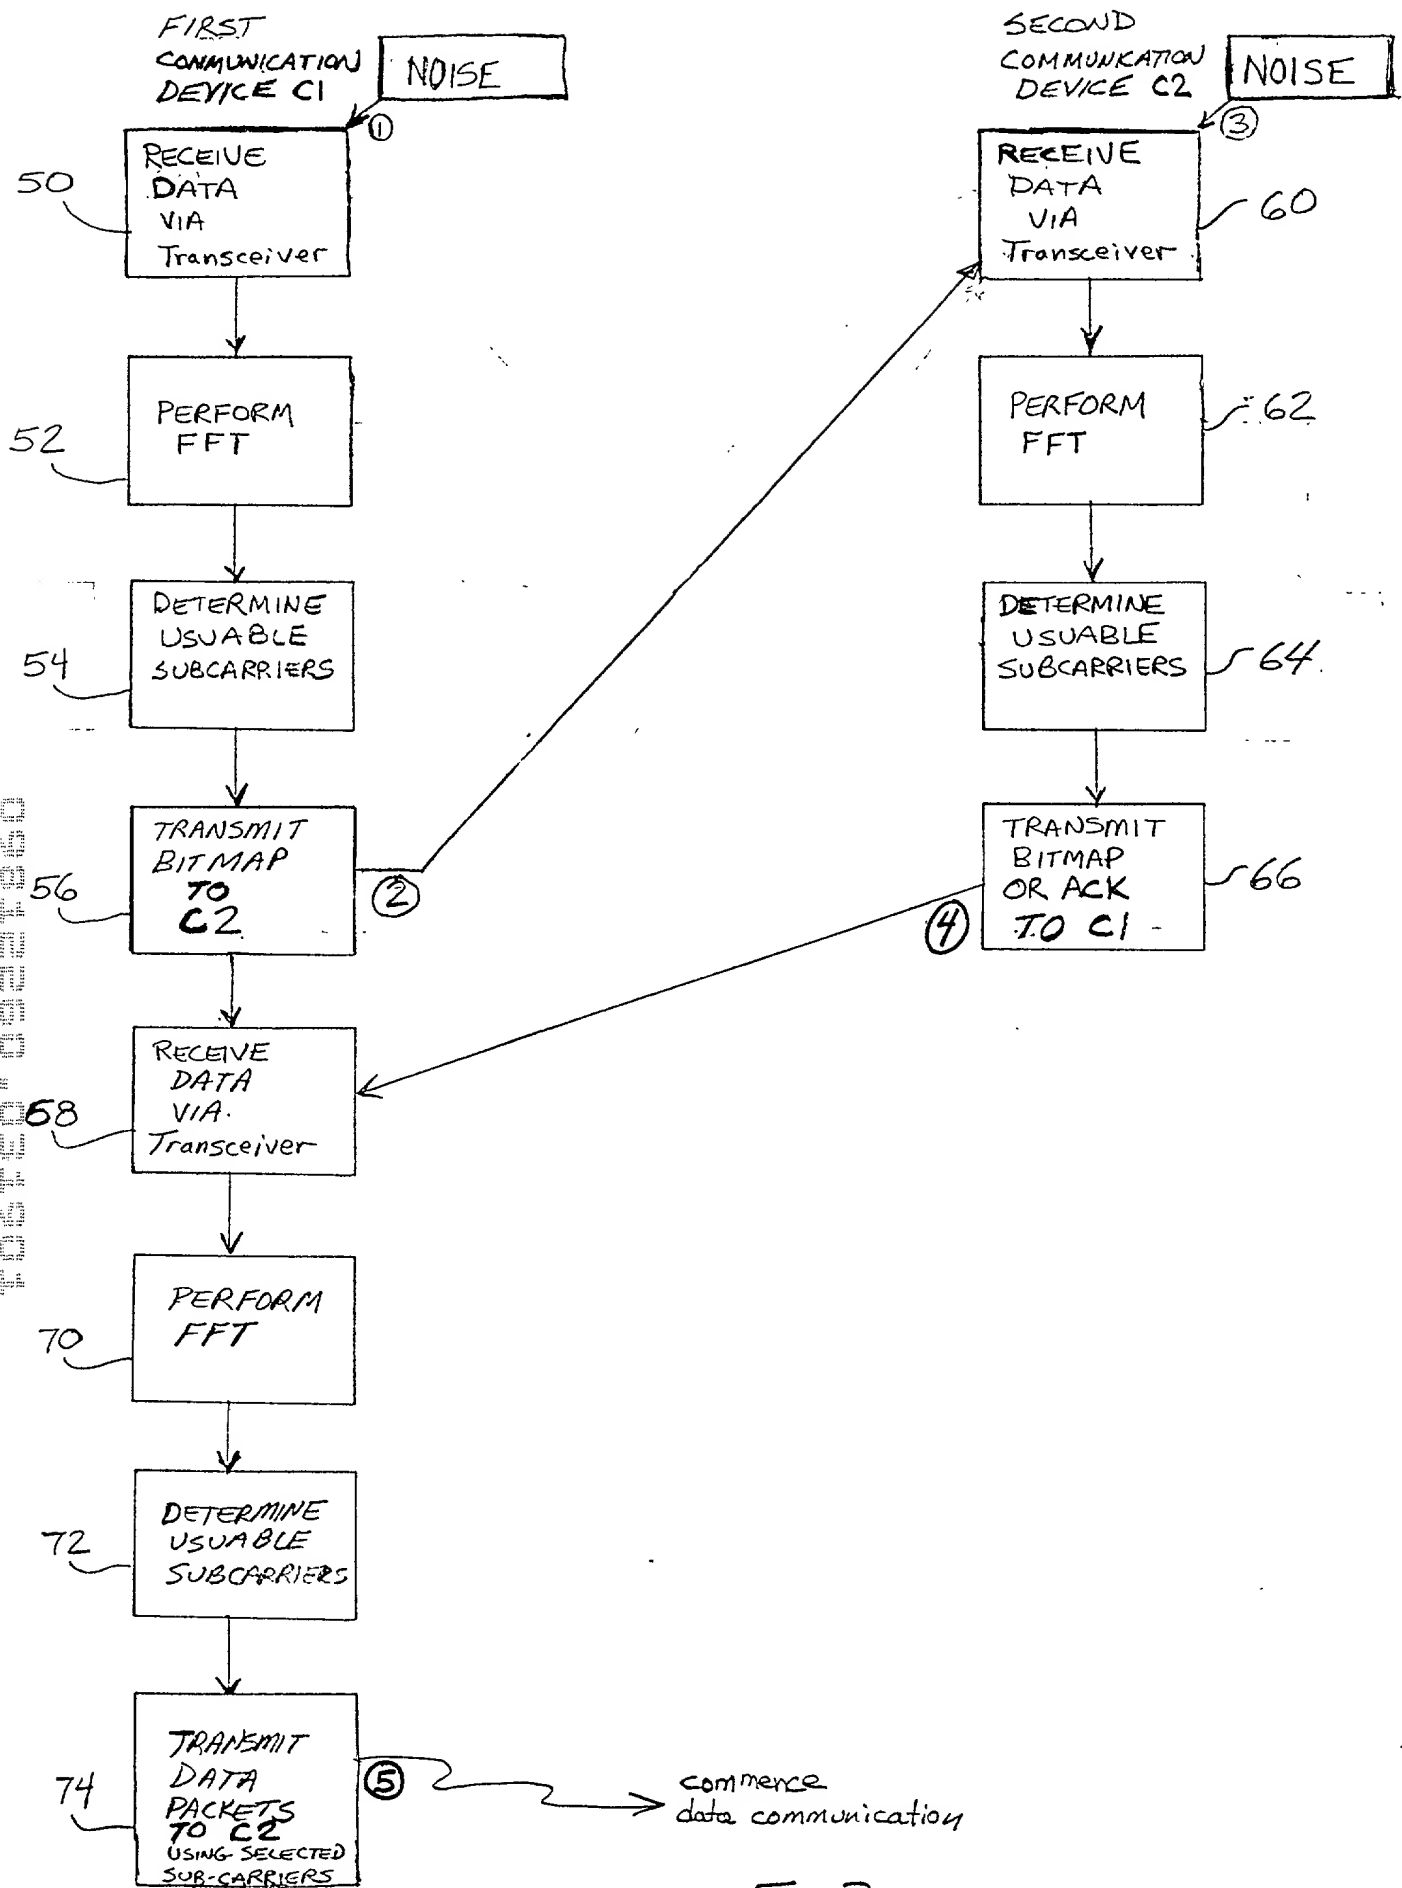 FIRST
COMMUNICATION
DEVICE C1
NOISE
①
50
RECEIVE
DATA
VIA
Transceiver
52
PERFORM
FFT
54
DETERMINE
USUABLE
SUBCARRIERS
56
TRANSMIT
BITMAP
TO
C2
②
58
RECEIVE
DATA
VIA.
Transceiver
70
PERFORM
FFT
72
DETERMINE
USUABLE
SUBCARRIERS
74
TRANSMIT
DATA
PACKETS
TO C2
USING SELECTED
SUB-CARRIERS
⑤
commence
data communication
SECOND
COMMUNICATION
DEVICE C2
NOISE
③
RECEIVE
DATA
VIA
Transceiver
60
PERFORM
FFT
62
DETERMINE
USUABLE
SUBCARRIERS
64
TRANSMIT
BITMAP
OR ACK
TO C1
66
④